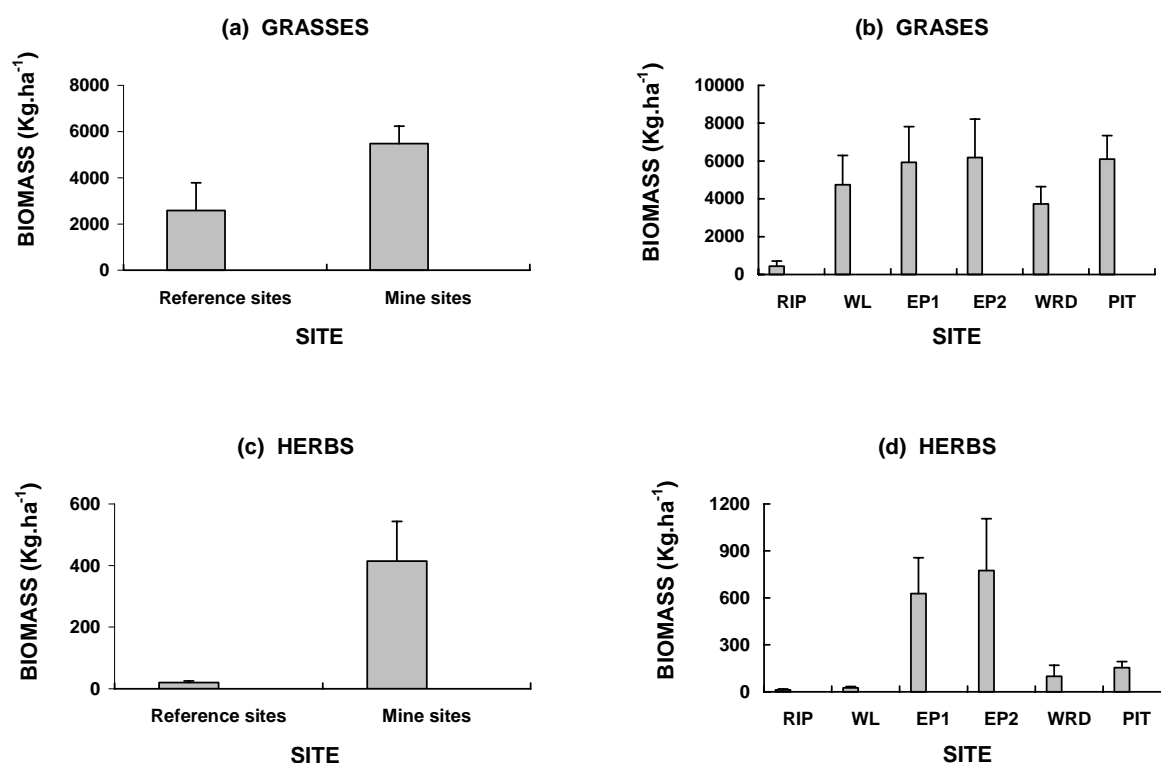 (a) GRASSES
BIOMASS (Kg.ha⁻¹)
8000
6000
4000
2000
0
Reference sites Mine sites
SITE
(b) GRASES
BIOMASS (Kg.ha⁻¹)
10000
8000
6000
4000
2000
0
RIP WL EP1 EP2 WRD PIT
SITE
(c) HERBS
BIOMASS (Kg.ha⁻¹)
600
400
200
0
Reference sites Mine sites
SITE
(d) HERBS
BIOMASS (Kg.ha⁻¹)
1200
900
600
300
0
RIP WL EP1 EP2 WRD PIT
SITE